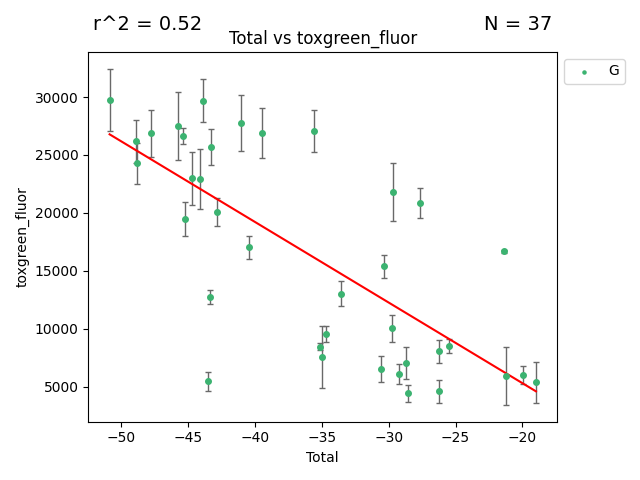 r^2 = 0.52
N = 37
Total vs toxgreen_fluor
G
30000
25000
20000
15000
10000
5000
toxgreen_fluor
−50
−45
−40
−35
−30
−25
−20
Total